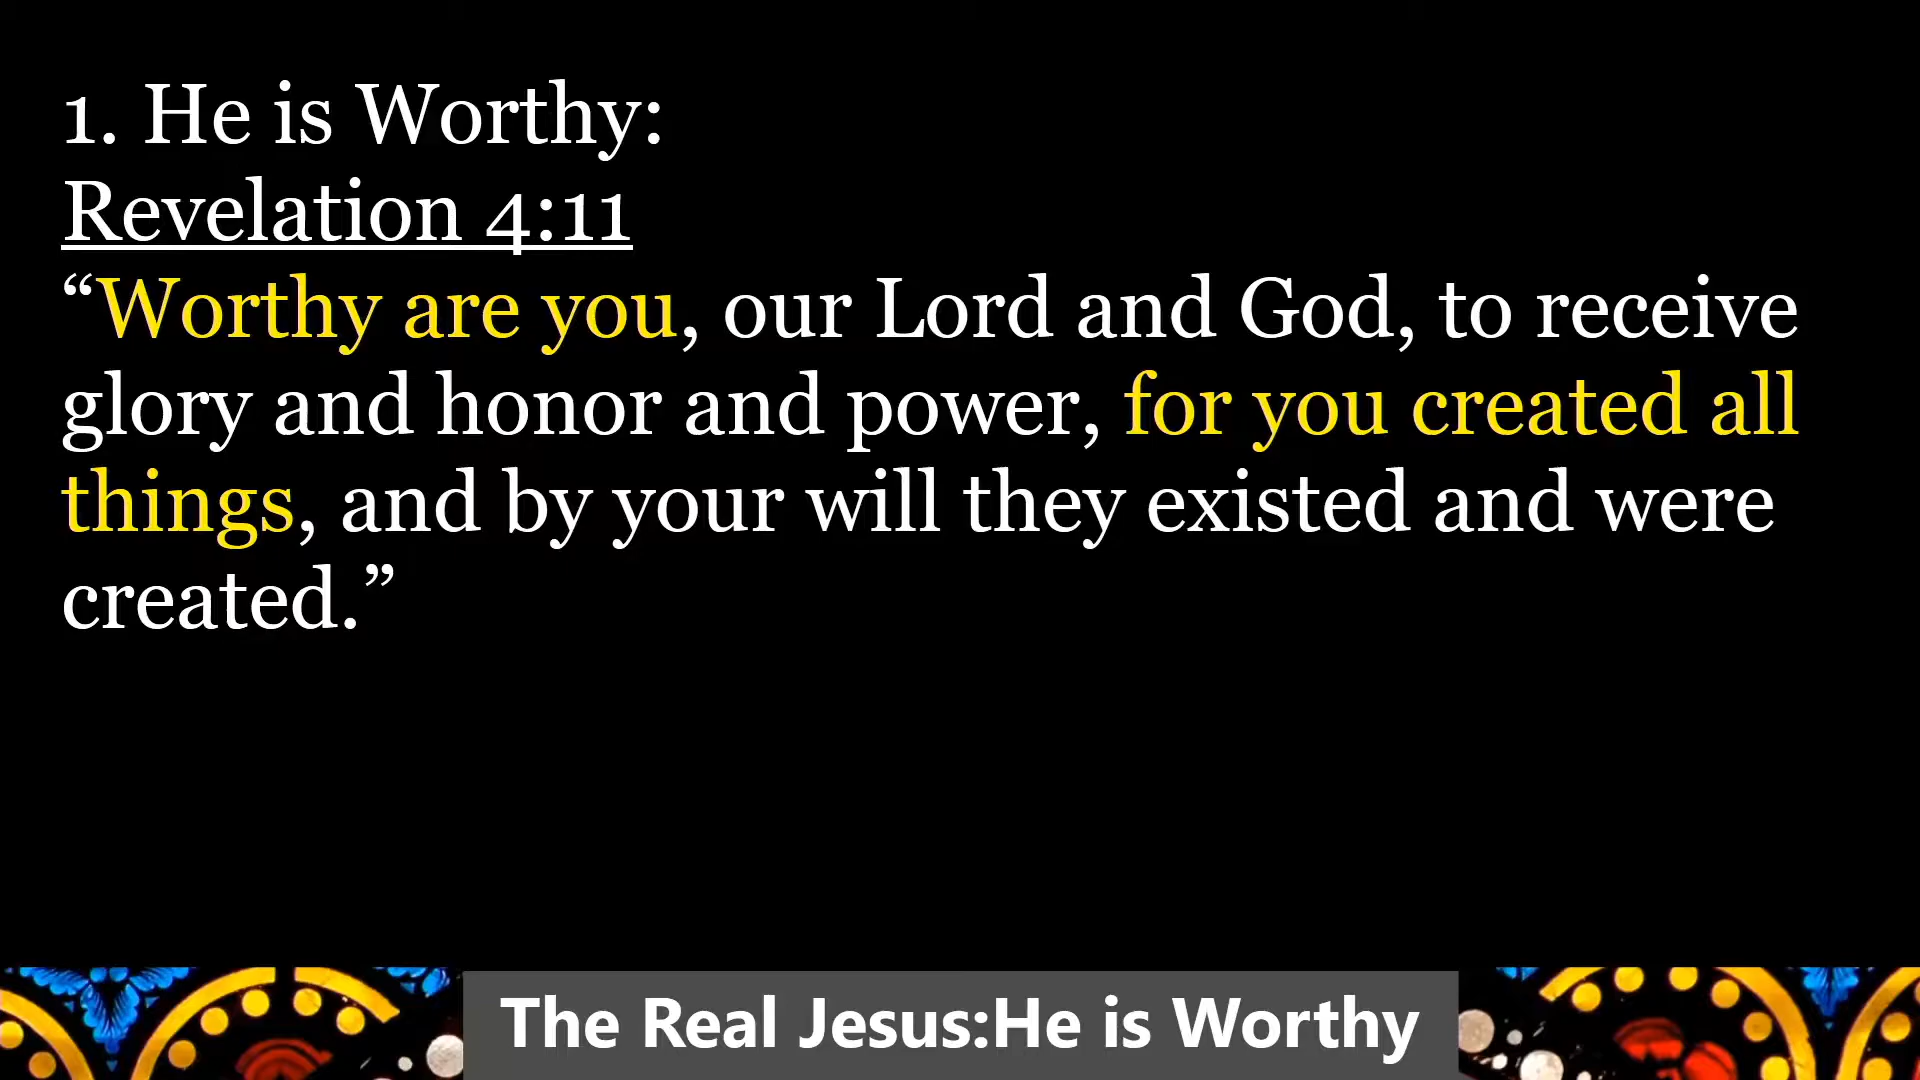 1. He is Worthy:
Revelation 4:11
“Worthy are you, our Lord and God, to receive
glory and honor and power, for you created all
things, and by your will they existed and were
created.”
The Real Jesus:He is Worthy